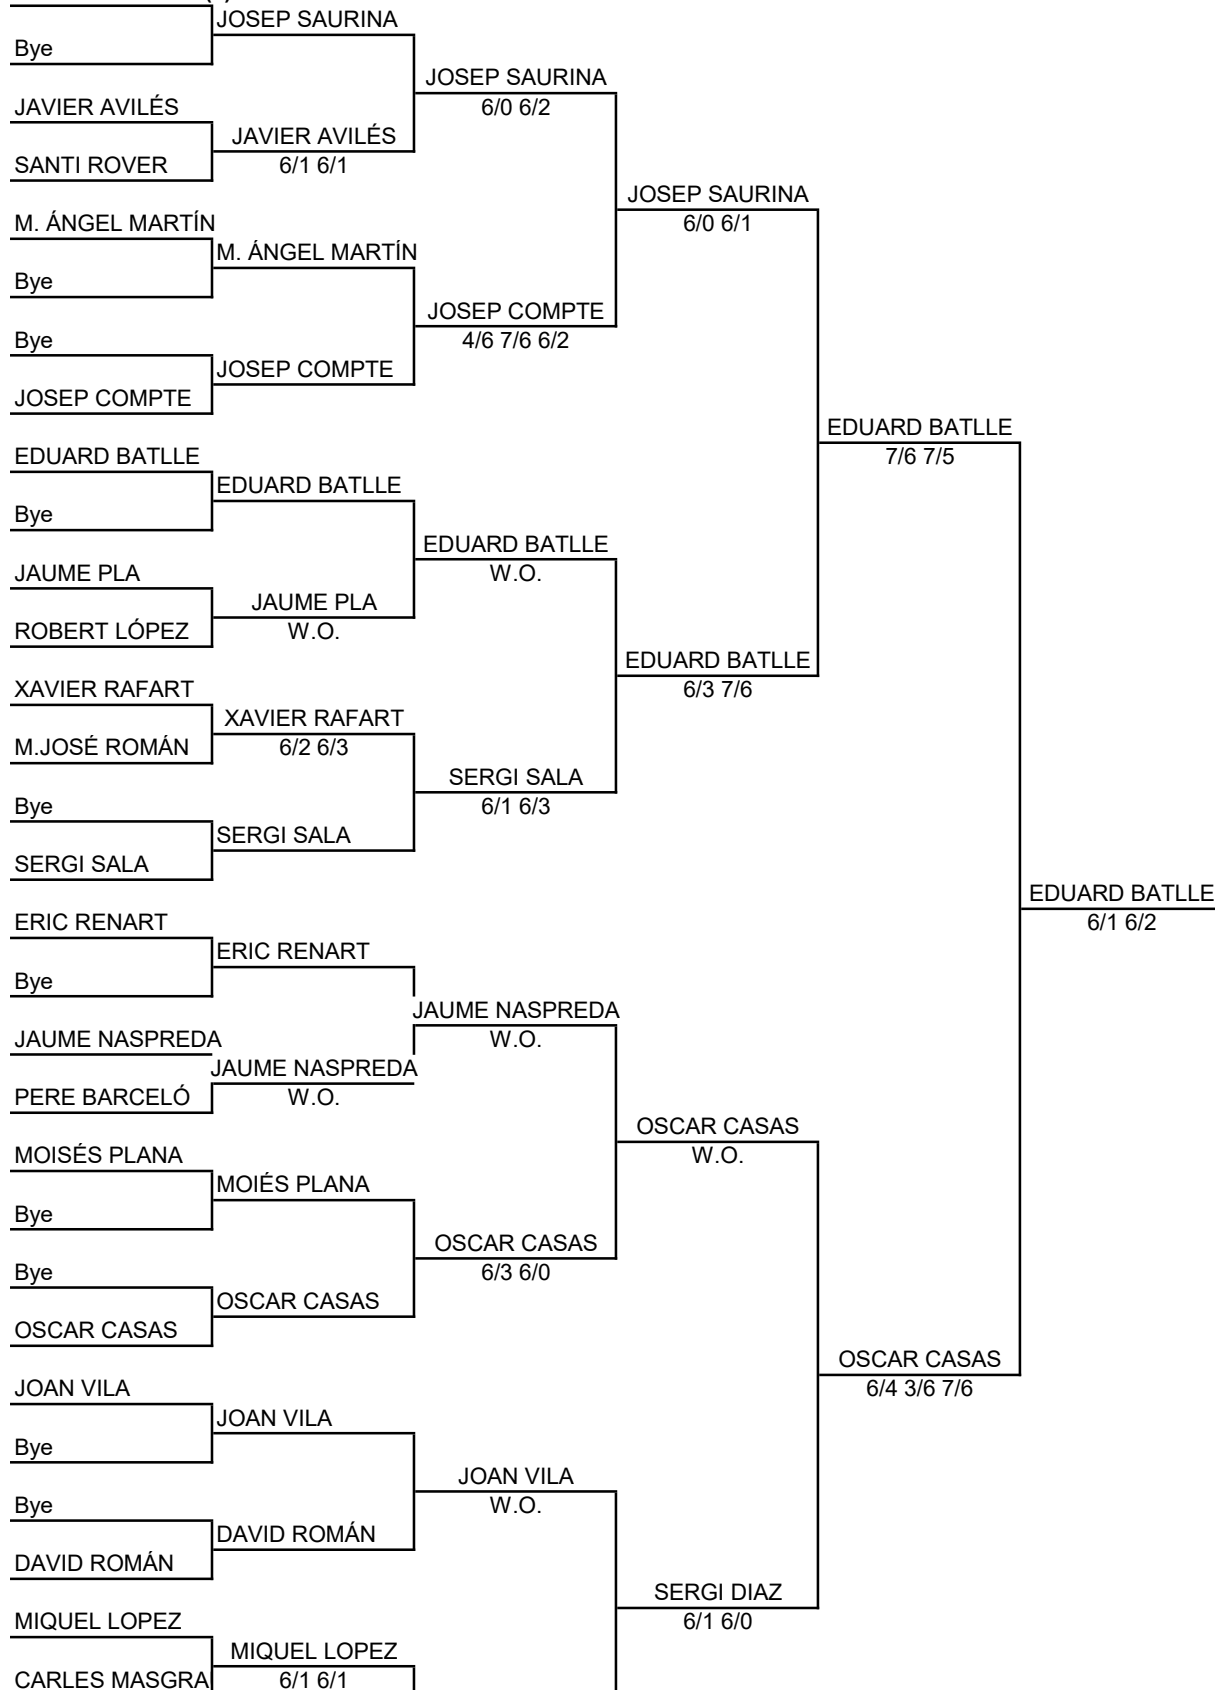 JOSEP SAURINA
Bye
JOSEP SAURINA
6/0 6/2
JAVIER AVILÉS
JAVIER AVILÉS
6/1 6/1
SANTI ROVER
JOSEP SAURINA
6/0 6/1
M. ÁNGEL MARTÍN
M. ÁNGEL MARTÍN
Bye
JOSEP COMPTE
4/6 7/6 6/2
Bye
JOSEP COMPTE
JOSEP COMPTE
EDUARD BATLLE
7/6 7/5
EDUARD BATLLE
EDUARD BATLLE
Bye
EDUARD BATLLE
W.O.
JAUME PLA
JAUME PLA
W.O.
ROBERT LÓPEZ
EDUARD BATLLE
6/3 7/6
XAVIER RAFART
XAVIER RAFART
6/2 6/3
M.JOSÉ ROMÁN
SERGI SALA
6/1 6/3
Bye
SERGI SALA
SERGI SALA
EDUARD BATLLE
6/1 6/2
ERIC RENART
ERIC RENART
Bye
JAUME NASPREDA
W.O.
JAUME NASPREDA
JAUME NASPREDA
W.O.
PERE BARCELÓ
OSCAR CASAS
W.O.
MOISÉS PLANA
MOIÉS PLANA
Bye
OSCAR CASAS
6/3 6/0
Bye
OSCAR CASAS
OSCAR CASAS
OSCAR CASAS
6/4 3/6 7/6
JOAN VILA
JOAN VILA
Bye
JOAN VILA
W.O.
Bye
DAVID ROMÁN
DAVID ROMÁN
SERGI DIAZ
6/1 6/0
MIQUEL LOPEZ
MIQUEL LOPEZ
6/1 6/1
CARLES MASGRA